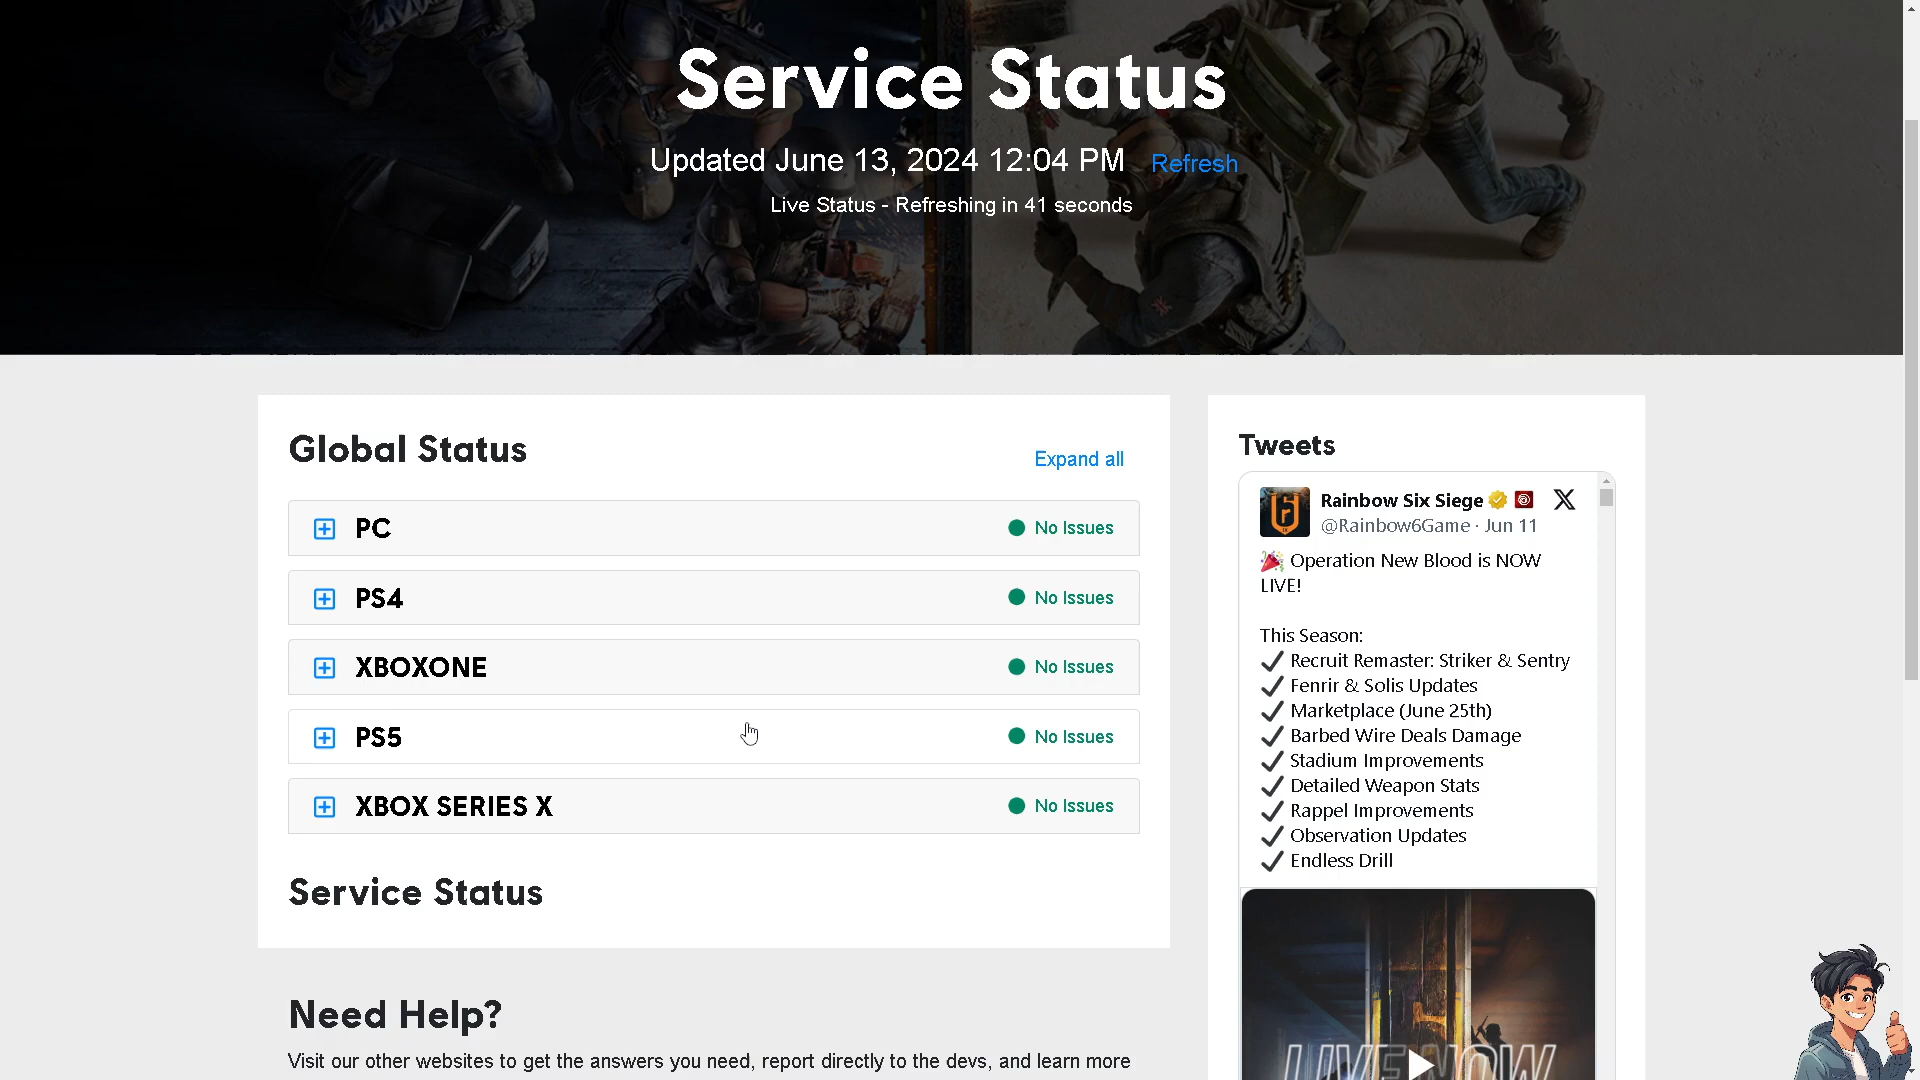 Service Status
Updated June 13, 2024 12:04 PM Refresh
Live Status - Refreshing in 41 seconds
Global Status
Expand all
PC No Issues
PS4 No Issues
XBOXONE No Issues
PS5 No Issues
XBOX SERIES X No Issues
Service Status
Need Help?
Visit our other websites to get the answers you need, report directly to the devs, and learn more
Tweets
Rainbow Six Siege
@Rainbow6Game · Jun 11
🎉 Operation New Blood is NOW
LIVE!
This Season:
✔ Recruit Remaster: Striker & Sentry
✔ Fenrir & Solis Updates
✔ Marketplace (June 25th)
✔ Barbed Wire Deals Damage
✔ Stadium Improvements
✔ Detailed Weapon Stats
✔ Rappel Improvements
✔ Observation Updates
✔ Endless Drill
LIVE NOW